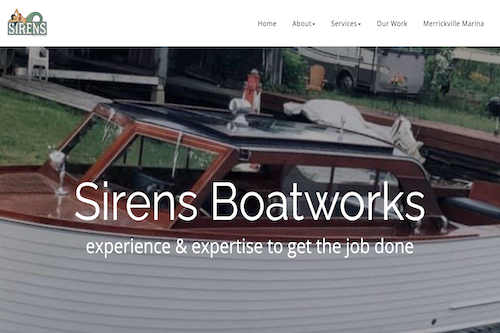 SIRENS
Home About Services Our Work Merrickville Marina
Sirens Boatworks
experience & expertise to get the job done